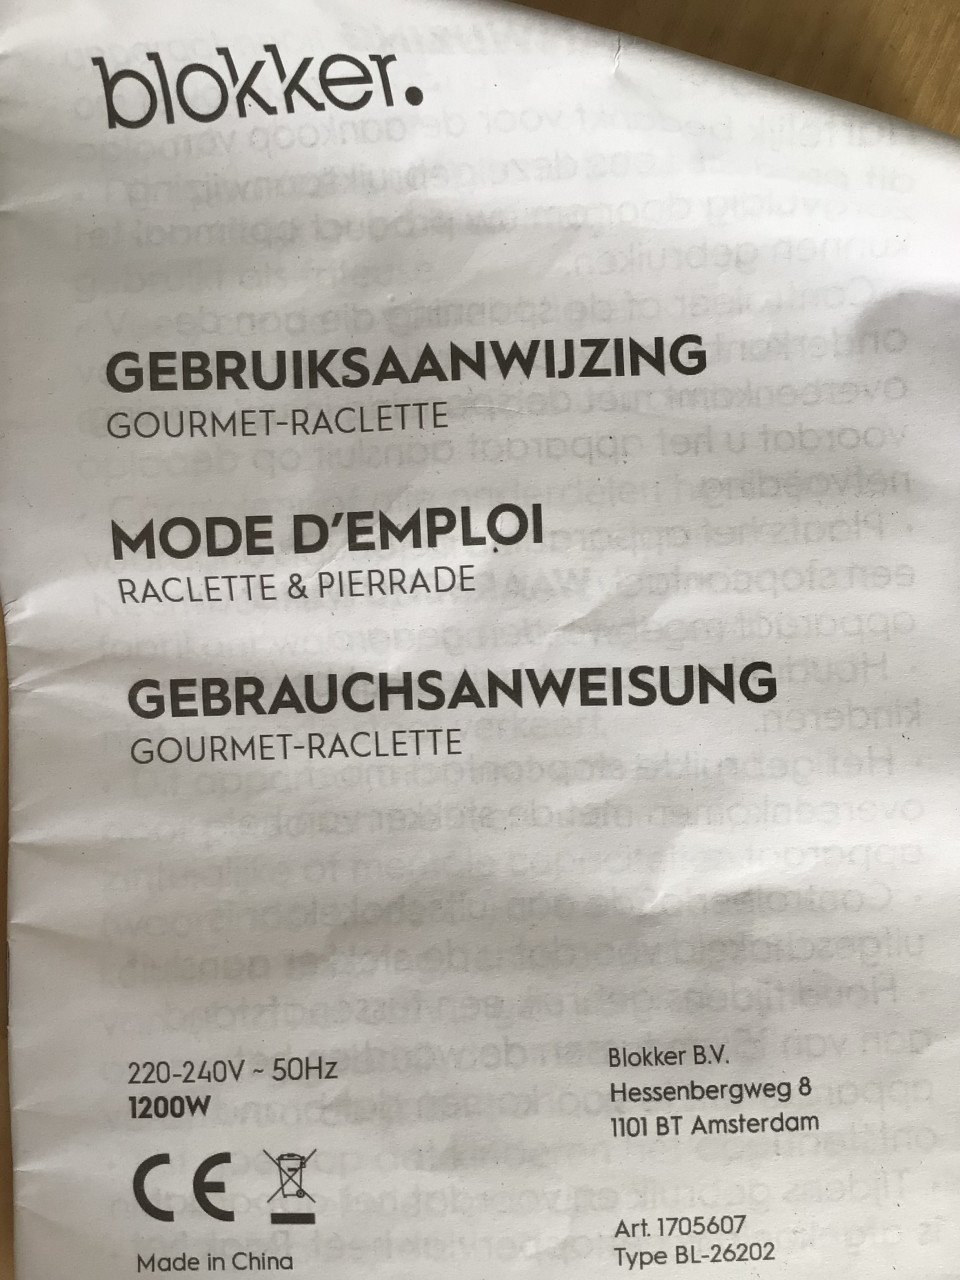 blokker.
GEBRUIKSAANWIJZING
GOURMET-RACLETTE
MODE D'EMPLOI
RACLETTE & PIERRADE
GEBRAUCHSANWEISUNG
GOURMET-RACLETTE
220-240V ~ 50Hz
1200W
CE
Made in China
Blokker B.V.
Hessenbergweg 8
1101 BT Amsterdam
Art. 1705607
Type BL-26202